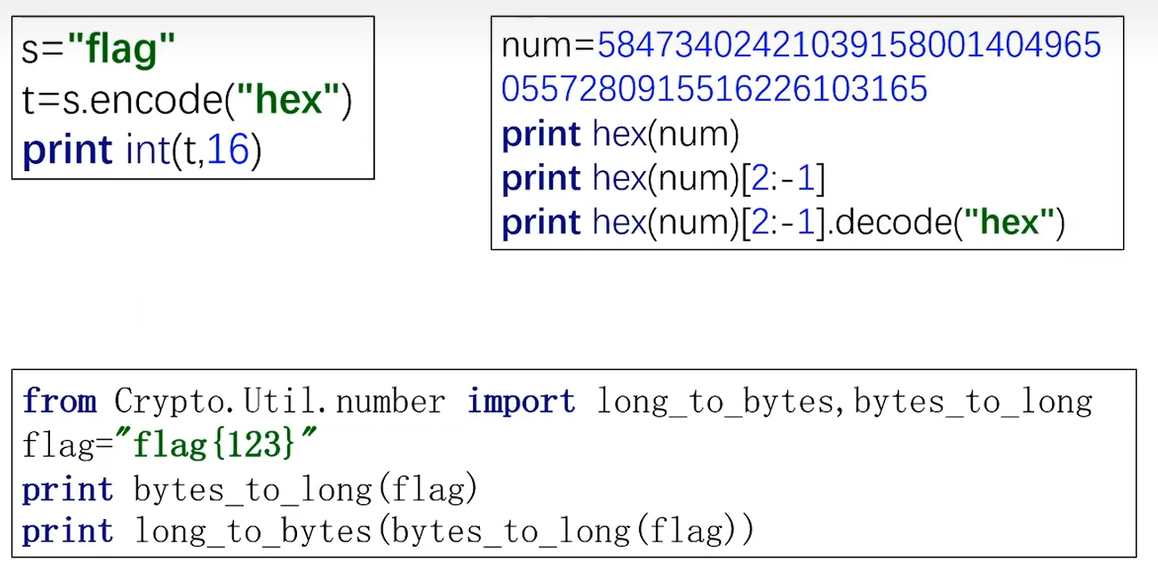 s="flag"
t=s.encode("hex")
print int(t,16)
num=58473402421039158001404965
0557280915516226103165
print hex(num)
print hex(num)[2:-1]
print hex(num)[2:-1].decode("hex")
from Crypto.Util.number import long_to_bytes,bytes_to_long
flag="flag{123}"
print bytes_to_long(flag)
print long_to_bytes(bytes_to_long(flag))